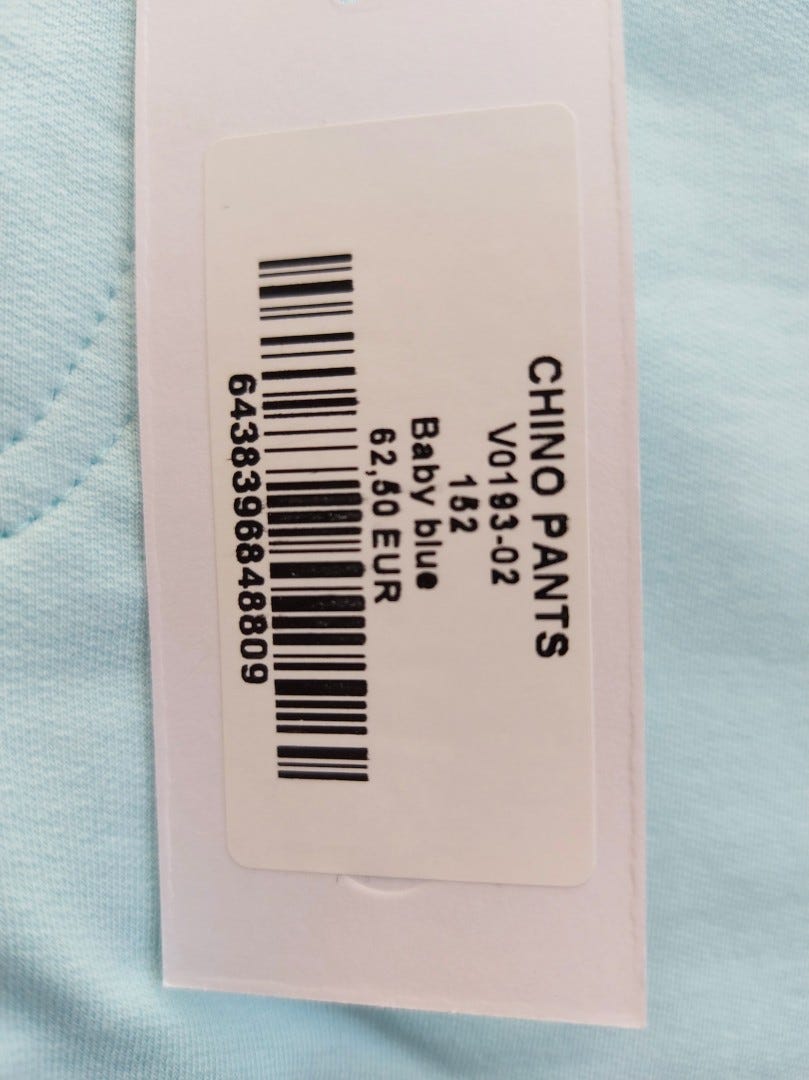 CHINO PANTS
V0193-02
152
Baby blue
62,50 EUR
6438396848809